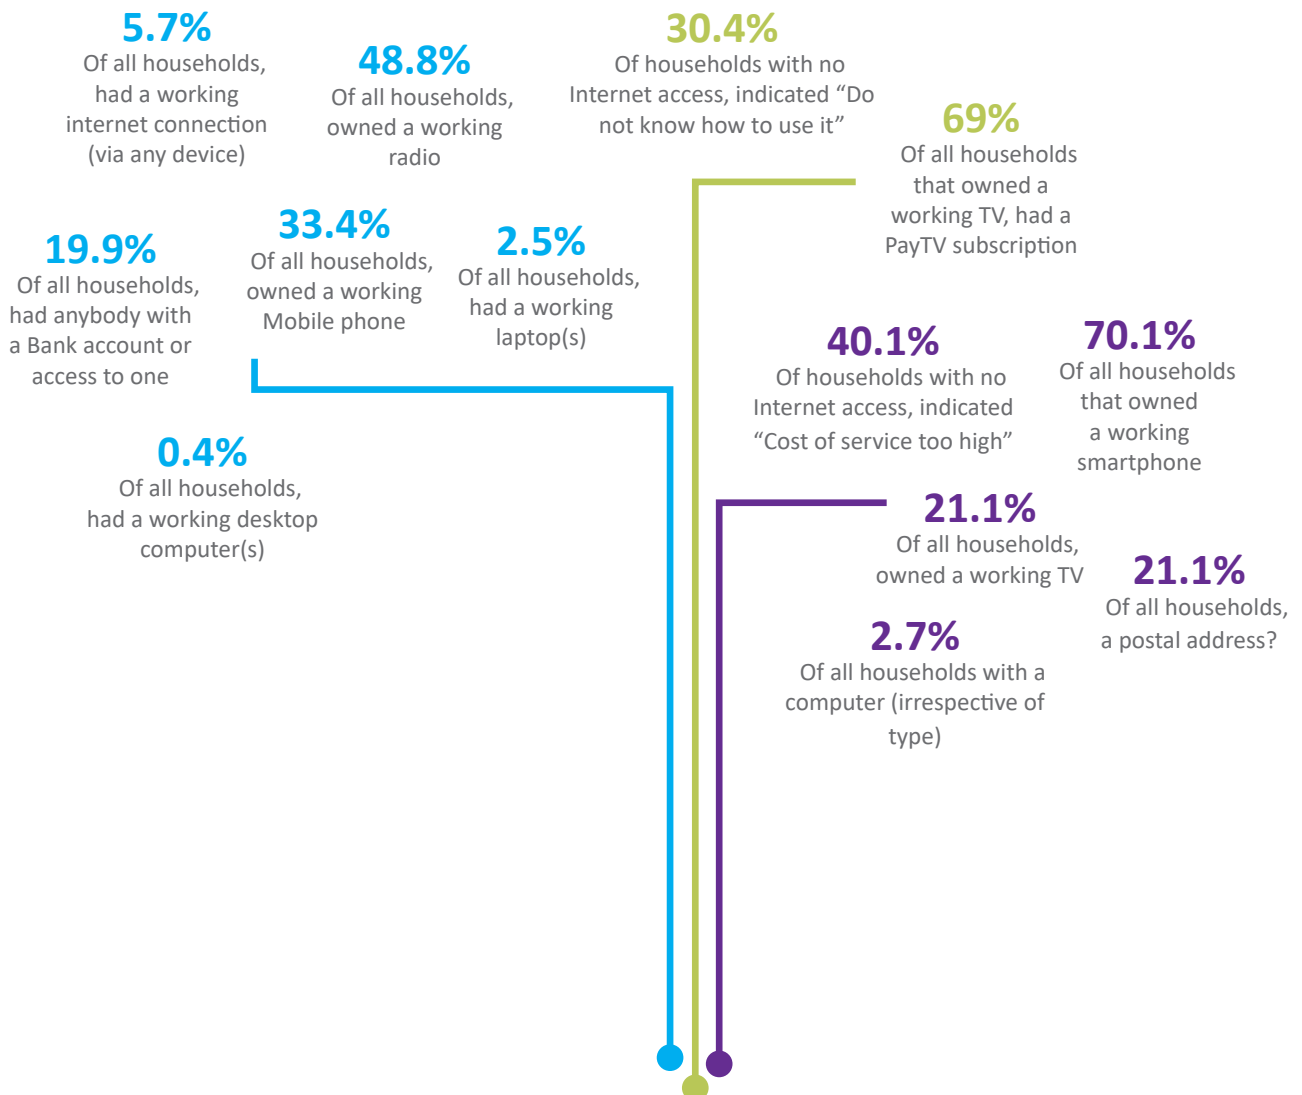 5.7%
Of all households,
had a working
internet connection
(via any device)
48.8%
Of all households,
owned a working
radio
30.4%
Of households with no
Internet access, indicated “Do
not know how to use it”
69%
Of all households
that owned a
working TV, had a
PayTV subscription
19.9%
Of all households,
had anybody with
a Bank account or
access to one
33.4%
Of all households,
owned a working
Mobile phone
2.5%
Of all households,
had a working
laptop(s)
40.1%
Of households with no
Internet access, indicated
“Cost of service too high”
70.1%
Of all households
that owned
a working
smartphone
0.4%
Of all households,
had a working desktop
computer(s)
21.1%
Of all households,
owned a working TV
21.1%
Of all households,
a postal address?
2.7%
Of all households with a
computer (irrespective of
type)